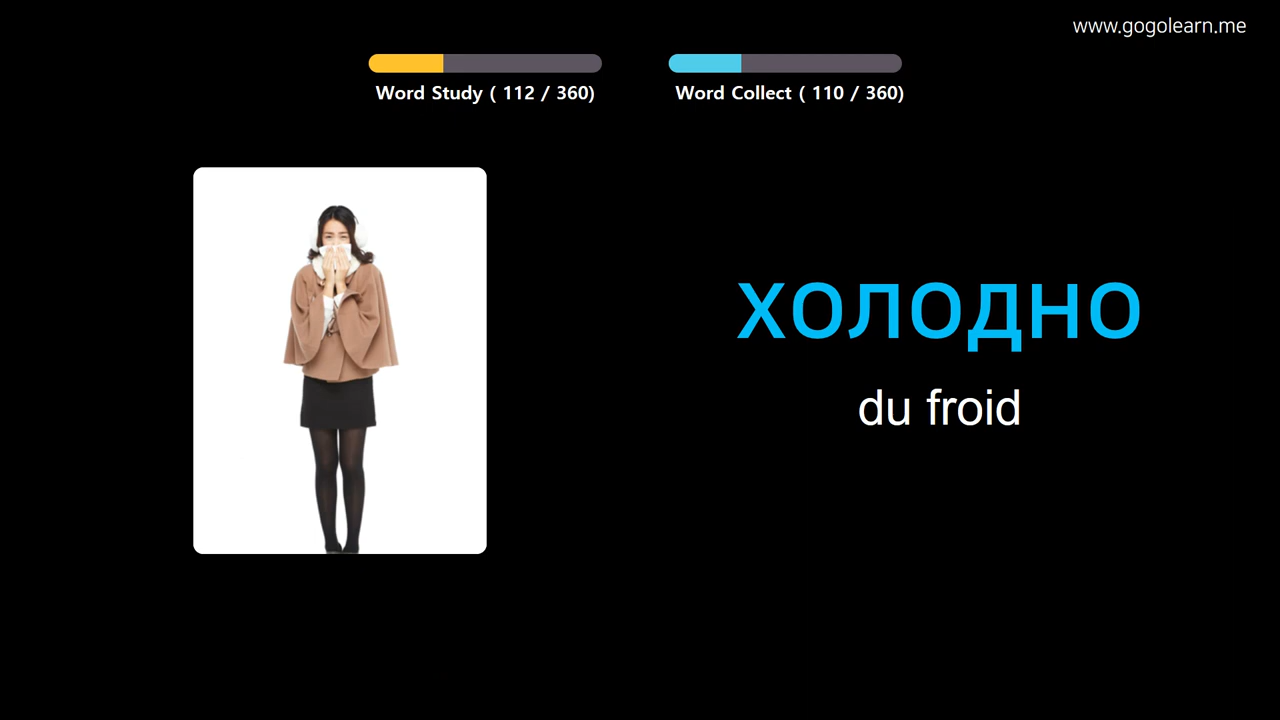 www.gogolearn.me
Word Study ( 112 / 360)
Word Collect ( 110 / 360)
холодно
du froid